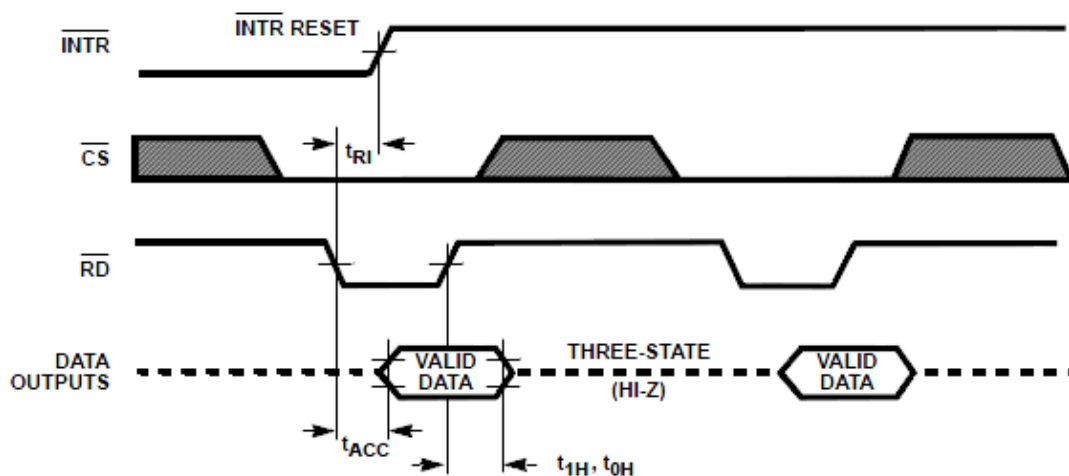 INTR
INTR RESET
CS
tRI
RD
DATA
OUTPUTS
VALID
DATA
THREE-STATE
(HI-Z)
VALID
DATA
tACC
t1H, t0H